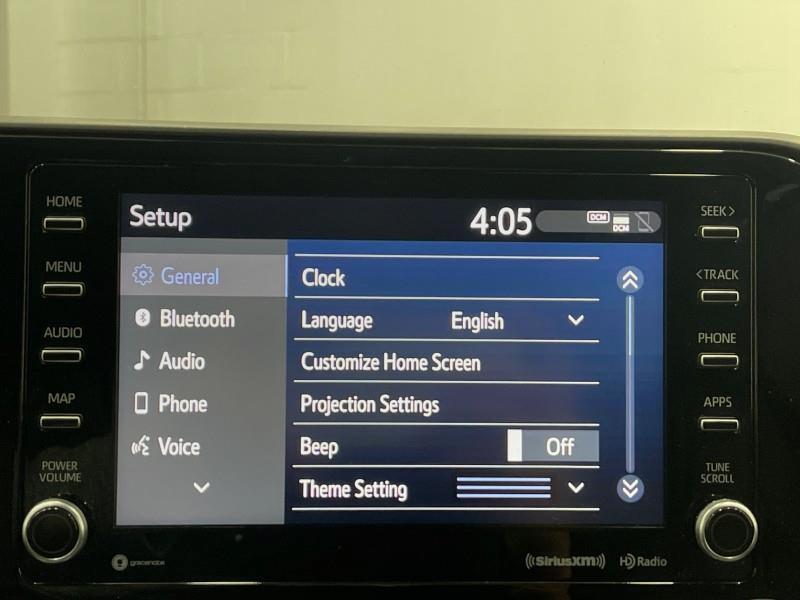 HOME
MENU
AUDIO
MAP
POWER
VOLUME
Setup
4:05
DCM
DCM
General
Bluetooth
Audio
Phone
Voice
Clock
Language English
Customize Home Screen
Projection Settings
Beep Off
Theme Setting
SEEK>
<TRACK
PHONE
APPS
TUNE
SCROLL
gracenote
SiriusXM
HD Radio